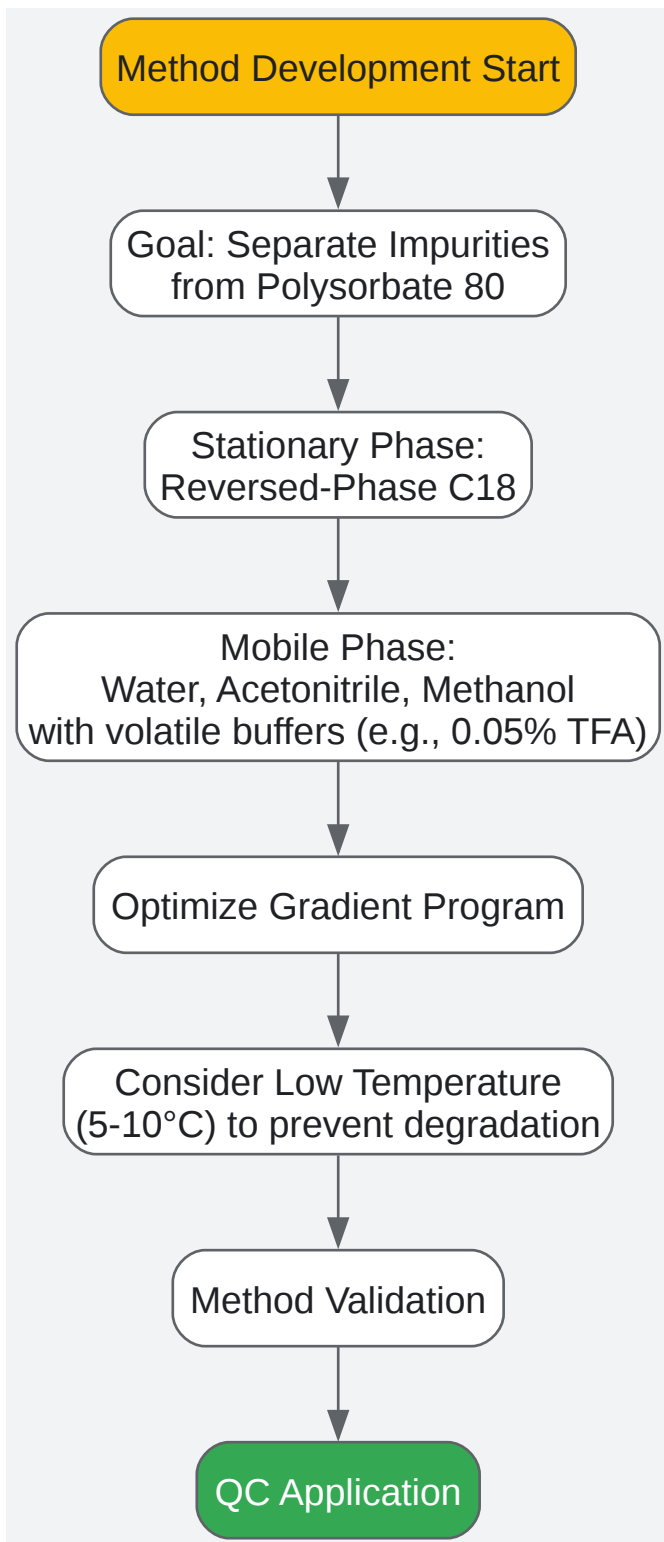 Method Development Start
Goal: Separate Impurities
from Polysorbate 80
Stationary Phase:
Reversed-Phase C18
Mobile Phase:
Water, Acetonitrile, Methanol
with volatile buffers (e.g., 0.05% TFA)
Optimize Gradient Program
Consider Low Temperature
(5-10°C) to prevent degradation
Method Validation
QC Application